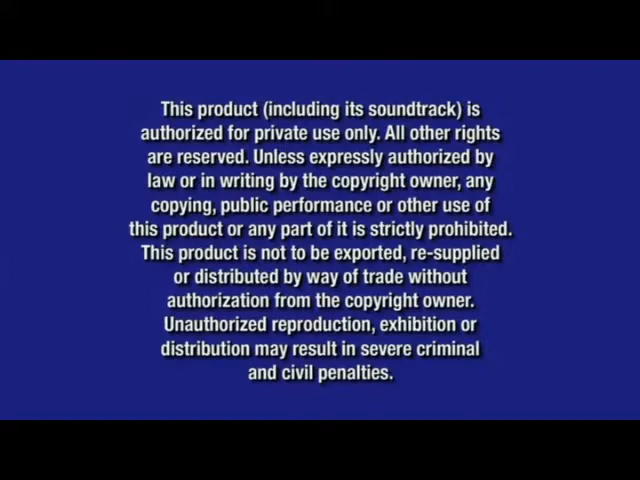 This product (including its soundtrack) is
authorized for private use only. All other rights
are reserved. Unless expressly authorized by
law or in writing by the copyright owner, any
copying, public performance or other use of
this product or any part of it is strictly prohibited.
This product is not to be exported, re-supplied
or distributed by way of trade without
authorization from the copyright owner.
Unauthorized reproduction, exhibition or
distribution may result in severe criminal
and civil penalties.